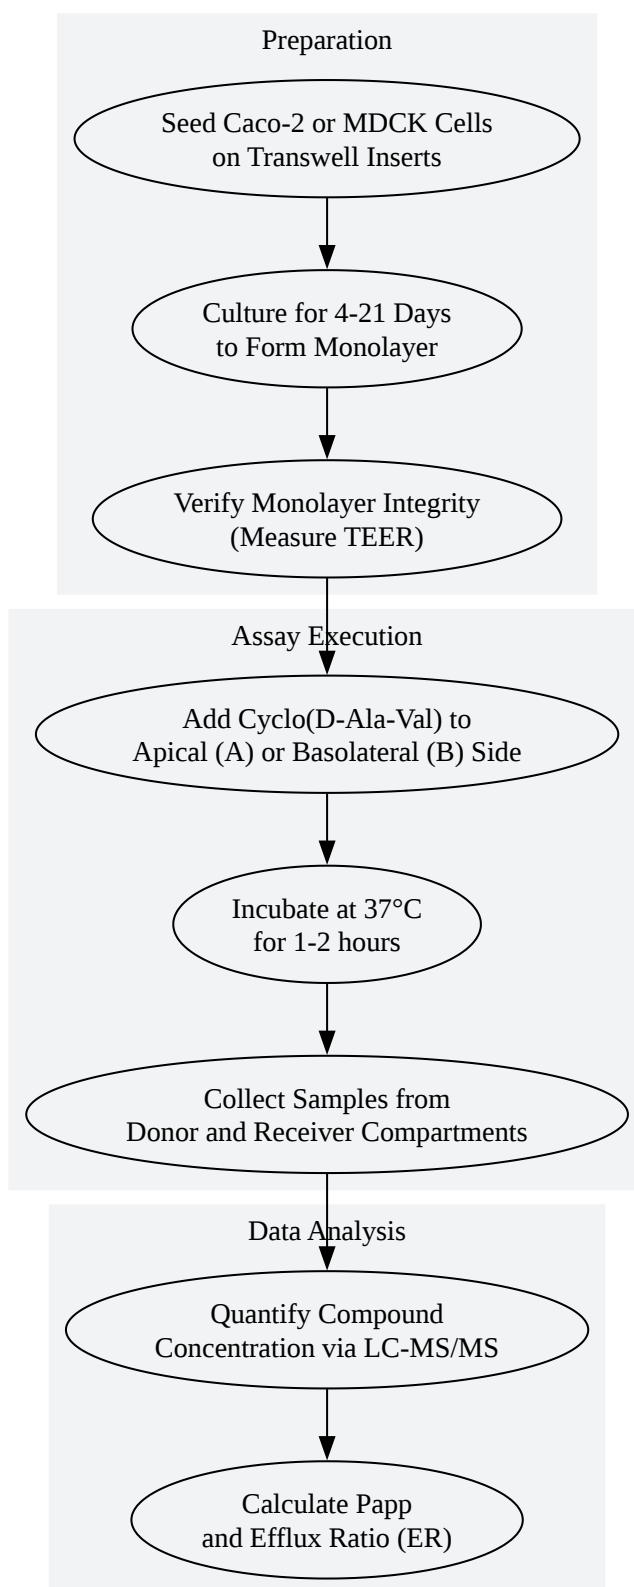 Preparation
Seed Caco-2 or MDCK Cells
on Transwell Inserts
Culture for 4-21 Days
to Form Monolayer
Verify Monolayer Integrity
(Measure TEER)
Assay Execution
Add Cyclo(D-Ala-Val) to
Apical (A) or Basolateral (B) Side
Incubate at 37°C
for 1-2 hours
Collect Samples from
Donor and Receiver Compartments
Data Analysis
Quantify Compound
Concentration via LC-MS/MS
Calculate Papp
and Efflux Ratio (ER)